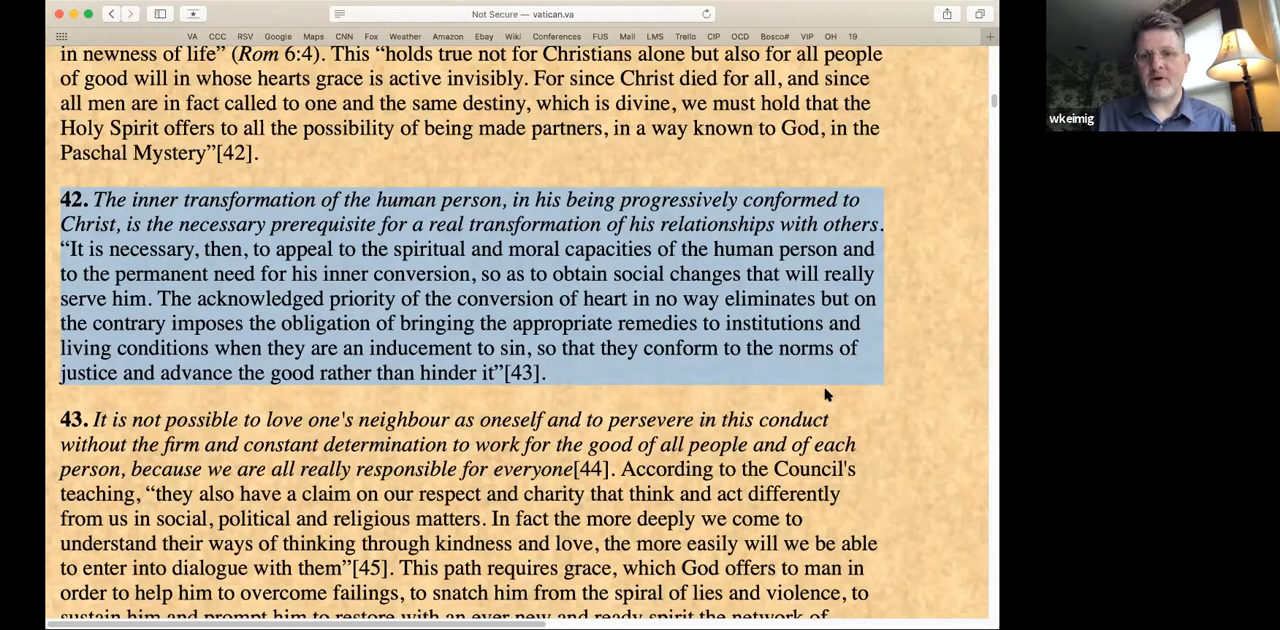 Not Secure — vatican.va
VA CCC RSV Google Maps CNN Fox Weather Amazon Ebay Wiki Conferences FUS Mail LMS Trello CIP OCD Bosco# VIP OH 19
in newness of life” (Rom 6:4). This “holds true not for Christians alone but also for all people
of good will in whose hearts grace is active invisibly. For since Christ died for all, and since
all men are in fact called to one and the same destiny, which is divine, we must hold that the
Holy Spirit offers to all the possibility of being made partners, in a way known to God, in the
Paschal Mystery”[42].
42. The inner transformation of the human person, in his being progressively conformed to
Christ, is the necessary prerequisite for a real transformation of his relationships with others.
“It is necessary, then, to appeal to the spiritual and moral capacities of the human person and
to the permanent need for his inner conversion, so as to obtain social changes that will really
serve him. The acknowledged priority of the conversion of heart in no way eliminates but on
the contrary imposes the obligation of bringing the appropriate remedies to institutions and
living conditions when they are an inducement to sin, so that they conform to the norms of
justice and advance the good rather than hinder it”[43].
43. It is not possible to love one's neighbour as oneself and to persevere in this conduct
without the firm and constant determination to work for the good of all people and of each
person, because we are all really responsible for everyone[44]. According to the Council's
teaching, “they also have a claim on our respect and charity that think and act differently
from us in social, political and religious matters. In fact the more deeply we come to
understand their ways of thinking through kindness and love, the more easily will we be able
to enter into dialogue with them”[45]. This path requires grace, which God offers to man in
order to help him to overcome failings, to snatch him from the spiral of lies and violence, to
sustain him and prompt him to restore with an ever new and ready spirit the network of
wkeimig